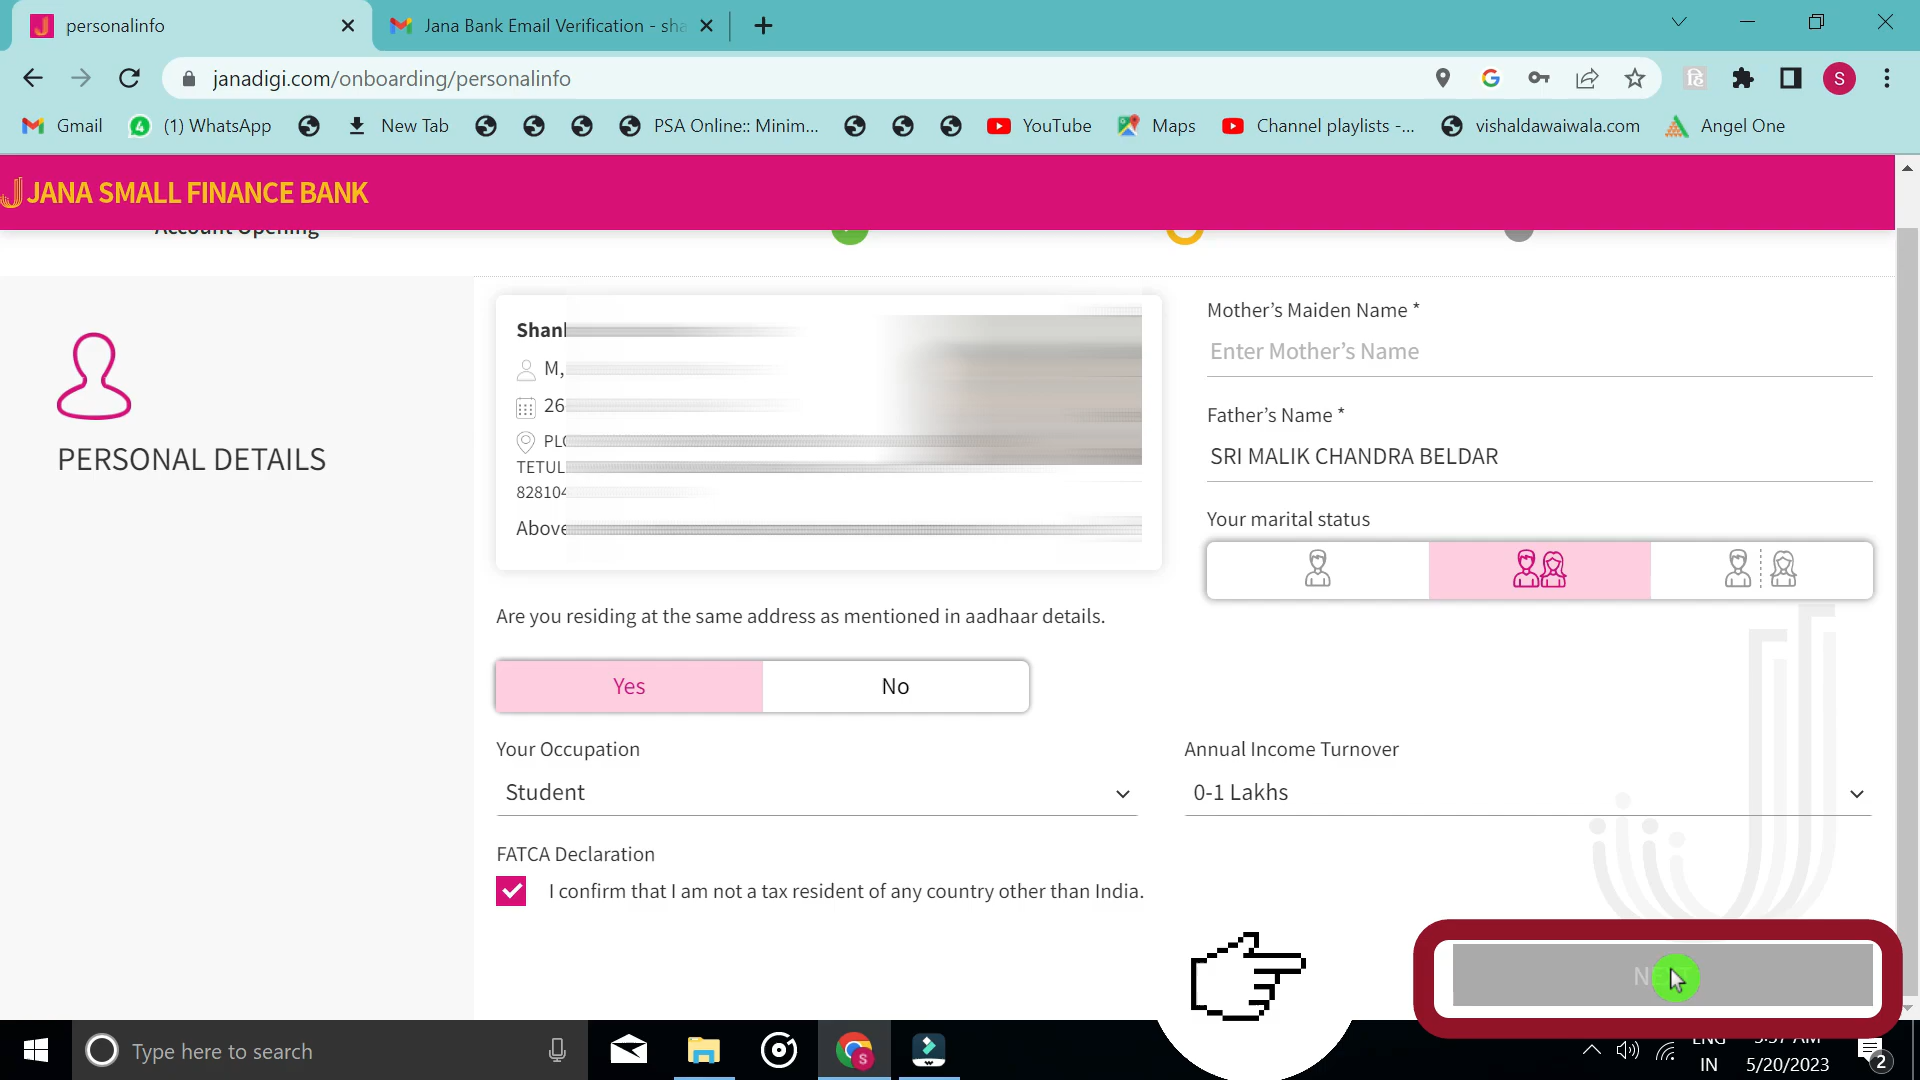 personalinfo
Jana Bank Email Verification - sha
janadigi.com/onboarding/personalinfo
S
Gmail
(1) WhatsApp
New Tab
PSA Online:: Minim...
YouTube
Maps
Channel playlists -...
vishaldawaiwala.com
Angel One
JANA SMALL FINANCE BANK
Account Opening
PERSONAL DETAILS
M,
26
828104
Mother's Maiden Name *
Enter Mother's Name
Father's Name *
SRI MALIK CHANDRA BELDAR
Your marital status
Are you residing at the same address as mentioned in aadhaar details.
Yes
No
Your Occupation
Student
Annual Income Turnover
0-1 Lakhs
FATCA Declaration
I confirm that I am not a tax resident of any country other than India.
Type here to search
ENG
IN
5/20/2023
2